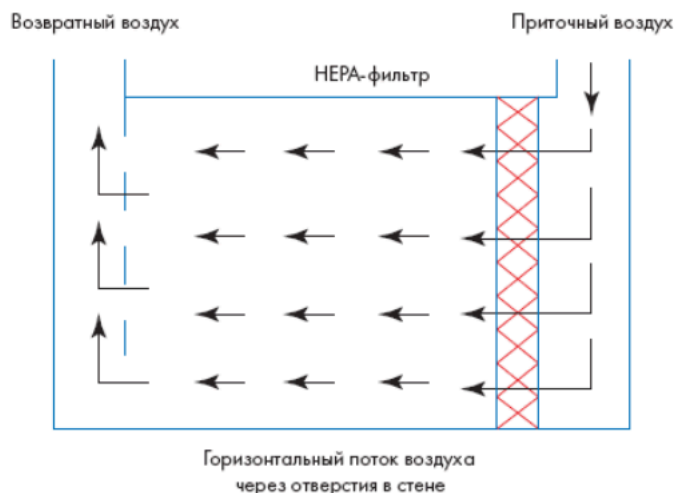 Возвратный воздух
Приточный воздух
НЕРА-фильтр
Горизонтальный поток воздуха
через отверстия в стене